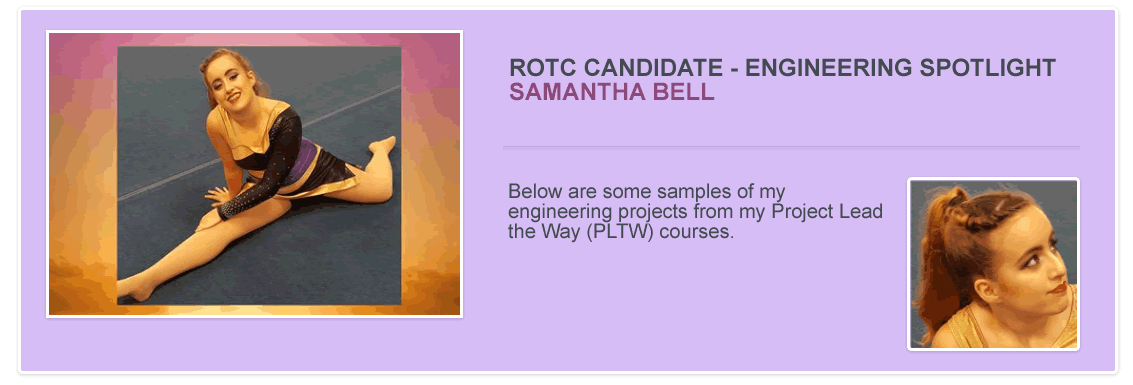 ROTC CANDIDATE - ENGINEERING SPOTLIGHT
SAMANTHA BELL
Below are some samples of my
engineering projects from my Project Lead
the Way (PLTW) courses.